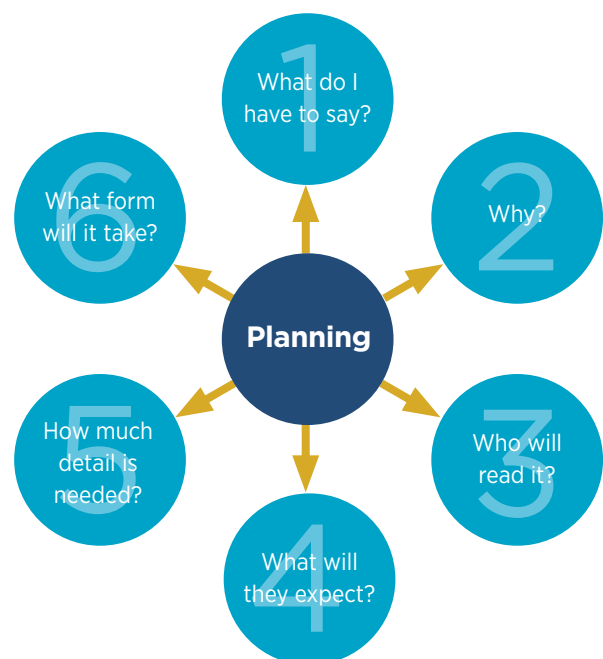 1
What do I
have to say?
2
Why?
3
Who will
read it?
4
What will
they expect?
5
How much
detail is
needed?
6
What form
will it take?
Planning